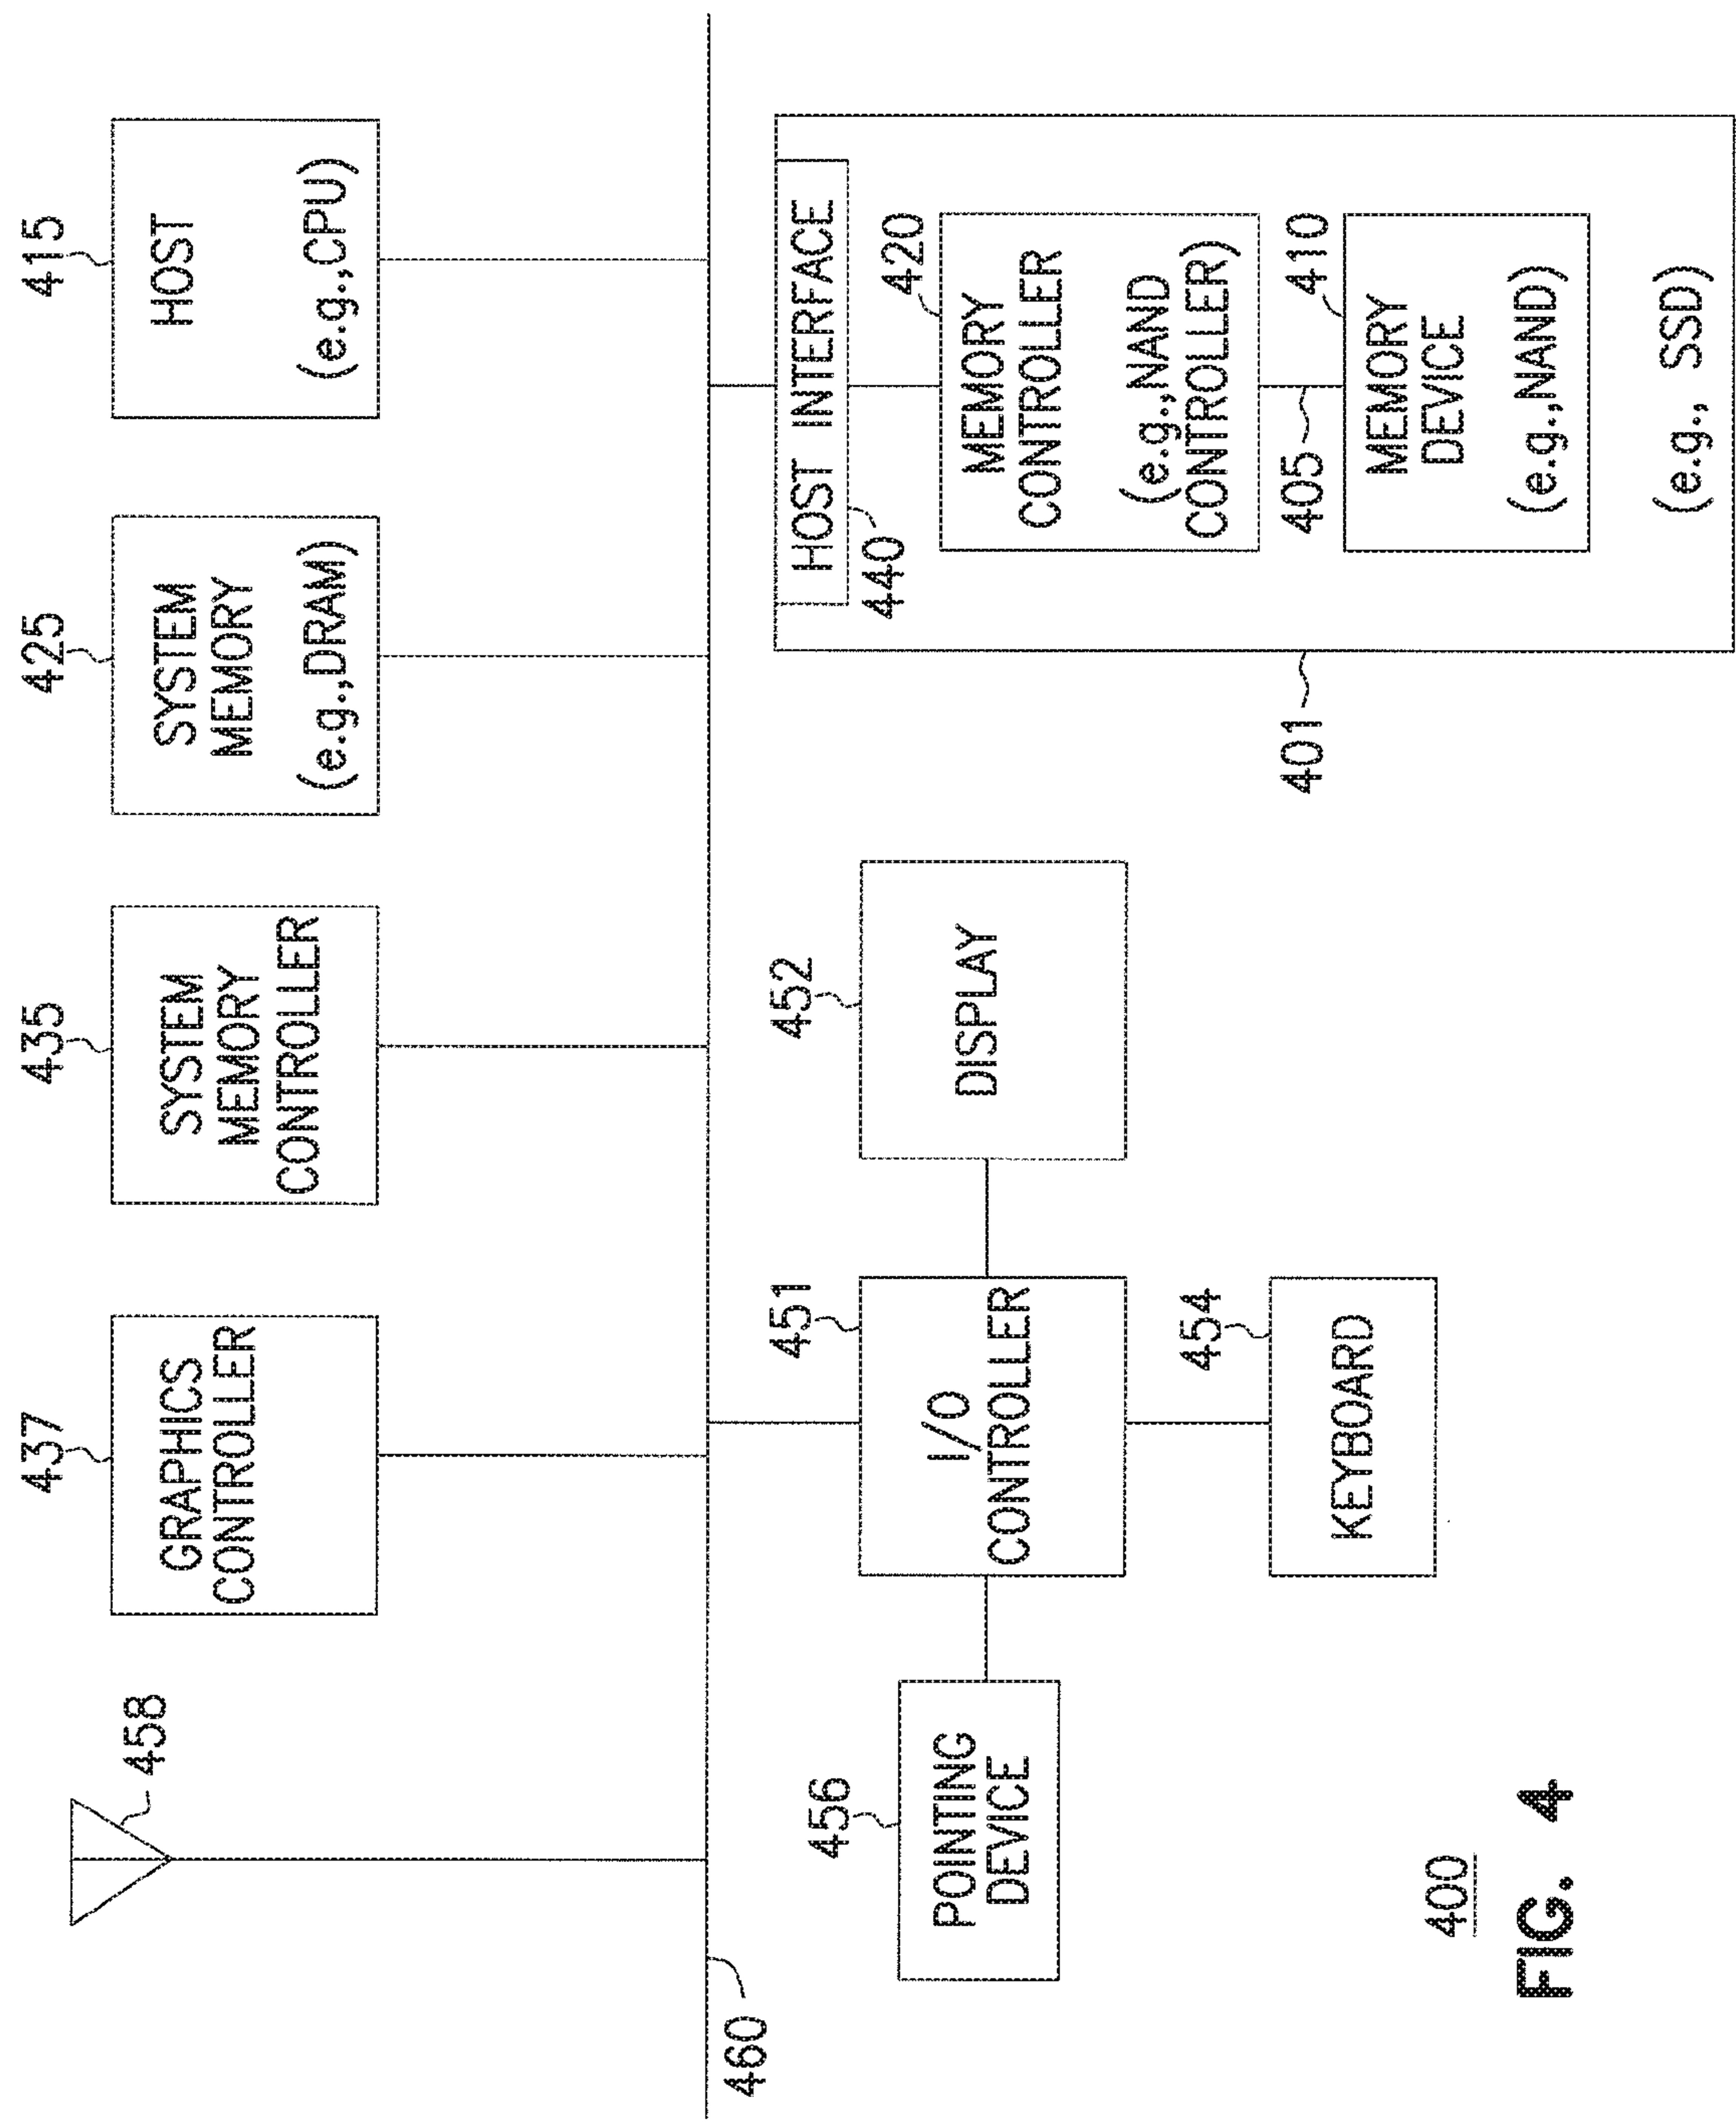 458
437
GRAPHICS
CONTROLLER
435
SYSTEM
MEMORY
CONTROLLER
425
SYSTEM
MEMORY
(e.g.,DRAM)
415
HOST
(e.g.,CPU)
460
456
POINTING
DEVICE
451
I/O
CONTROLLER
452
DISPLAY
454
KEYBOARD
401
HOST INTERFACE
440
420
MEMORY
CONTROLLER
(e.g.,NAND
CONTROLLER)
405
410
MEMORY
DEVICE
(e.g.,NAND)
(e.g., SSD)
400
FIG. 4